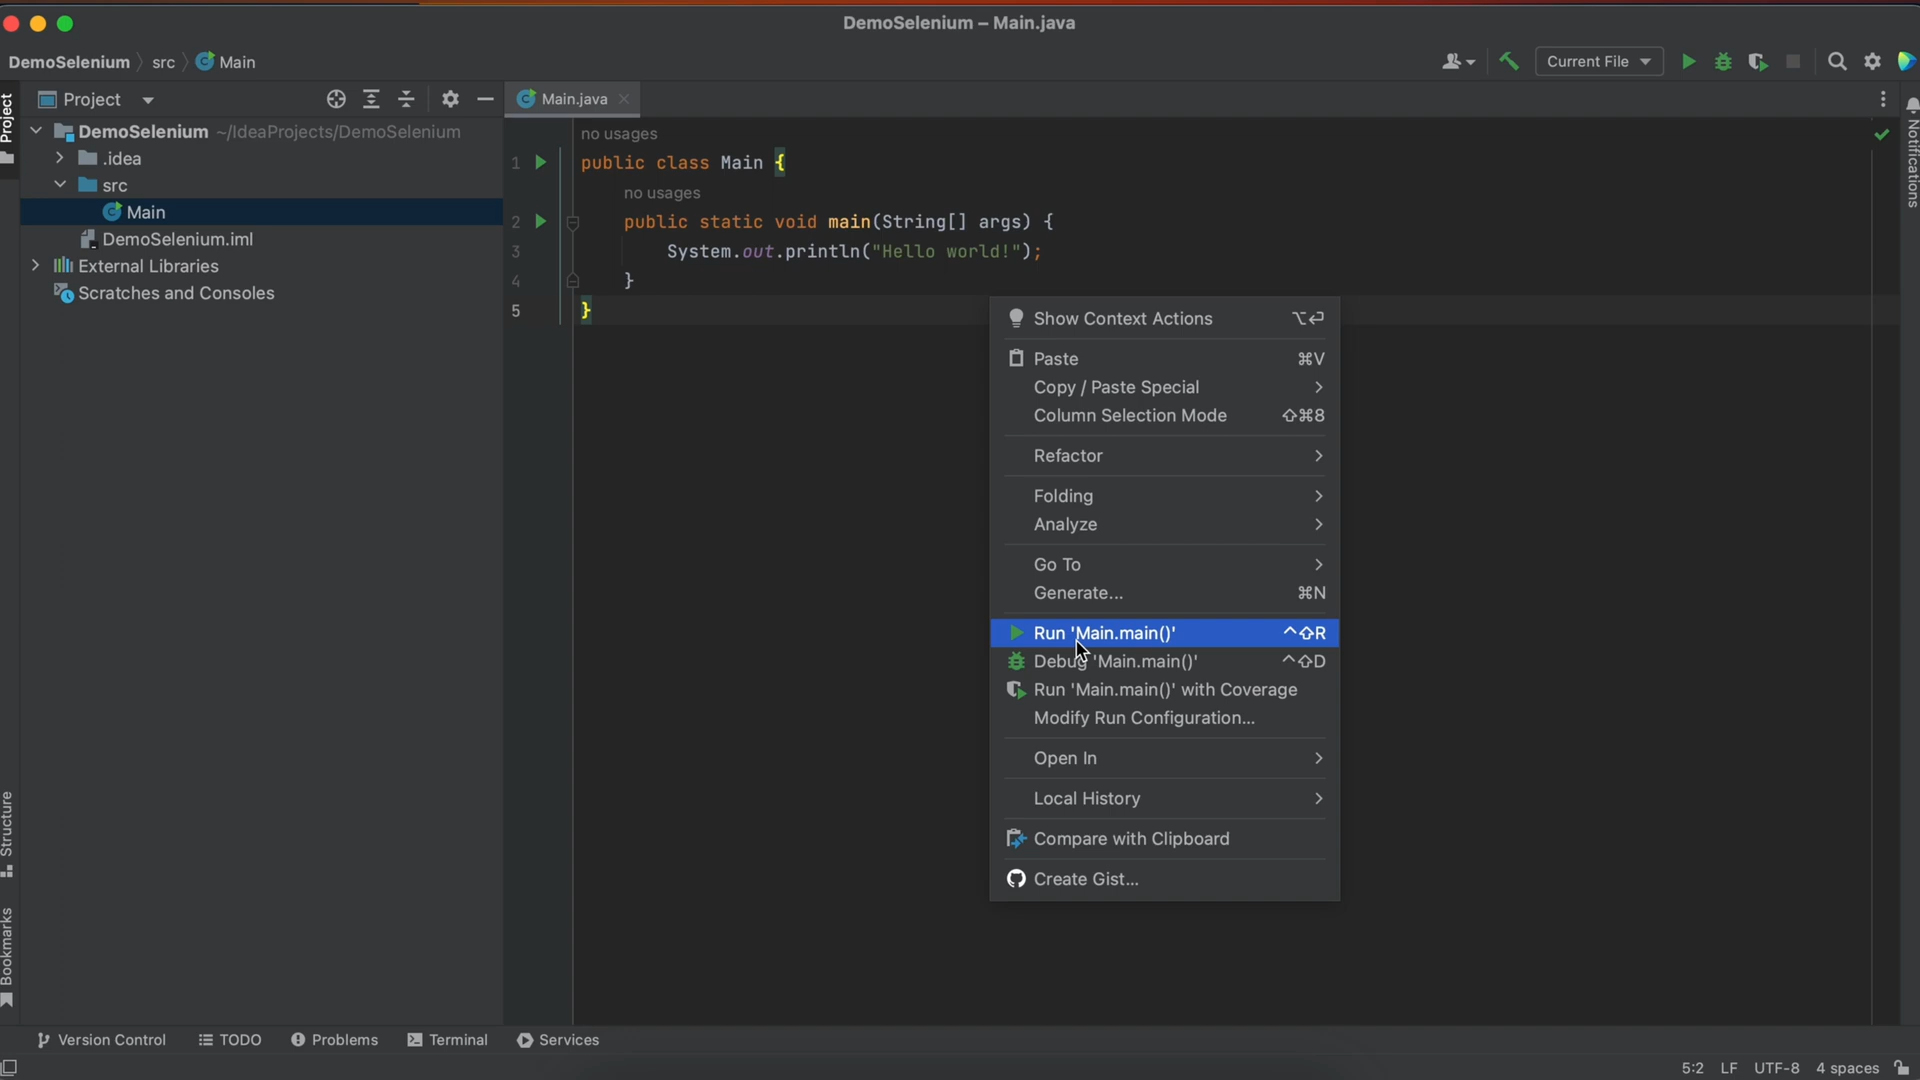 DemoSelenium – Main.java
DemoSelenium
src
Main
Current File
Project
Project
DemoSelenium ~/IdeaProjects/DemoSelenium
.idea
src
Main
DemoSelenium.iml
External Libraries
Scratches and Consoles
Structure
Bookmarks
Main.java
no usages
1 public class Main {
no usages
2 public static void main(String[] args) {
3 System.out.println("Hello world!");
4 }
5 }
Show Context Actions ⌥⏎
Paste ⌘V
Copy / Paste Special
Column Selection Mode ⇧⌘8
Refactor
Folding
Analyze
Go To
Generate... ⌘N
Run 'Main.main()' ^⇧R
Debug 'Main.main()' ^⇧D
Run 'Main.main()' with Coverage
Modify Run Configuration...
Open In
Local History
Compare with Clipboard
Create Gist...
Notifications
Version Control
TODO
Problems
Terminal
Services
5:2 LF UTF-8 4 spaces